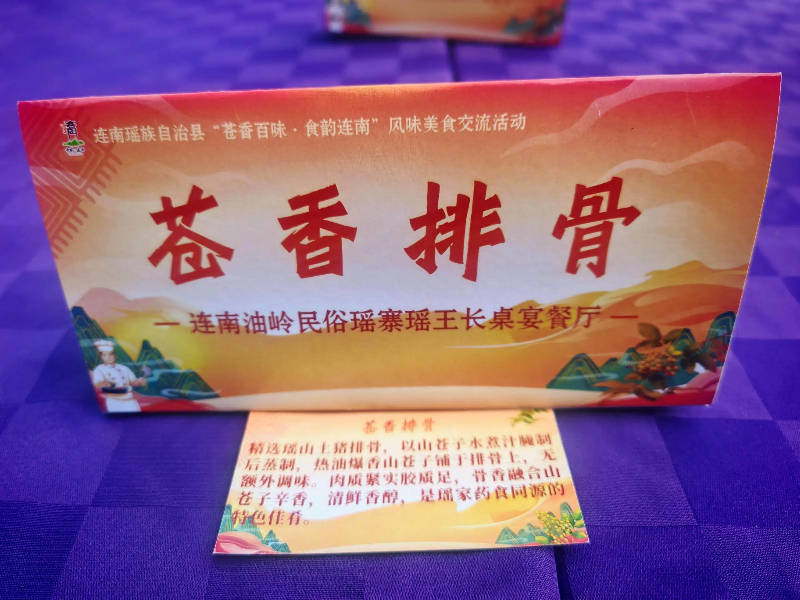 连南瑶族自治县“苍香百味·食韵连南”风味美食交流活动
苍香排骨
— 连南油岭民俗瑶寨瑶王长桌宴餐厅 —
苍香排骨
精选瑶山土猪排骨，以山苍子水煮汁腌制
后蒸制，热油爆香山苍子铺于排骨上，无
额外调味。肉质紧实胶质足，骨香融合山
苍子辛香，清鲜香醇，是瑶家药食同源的
特色佳肴。